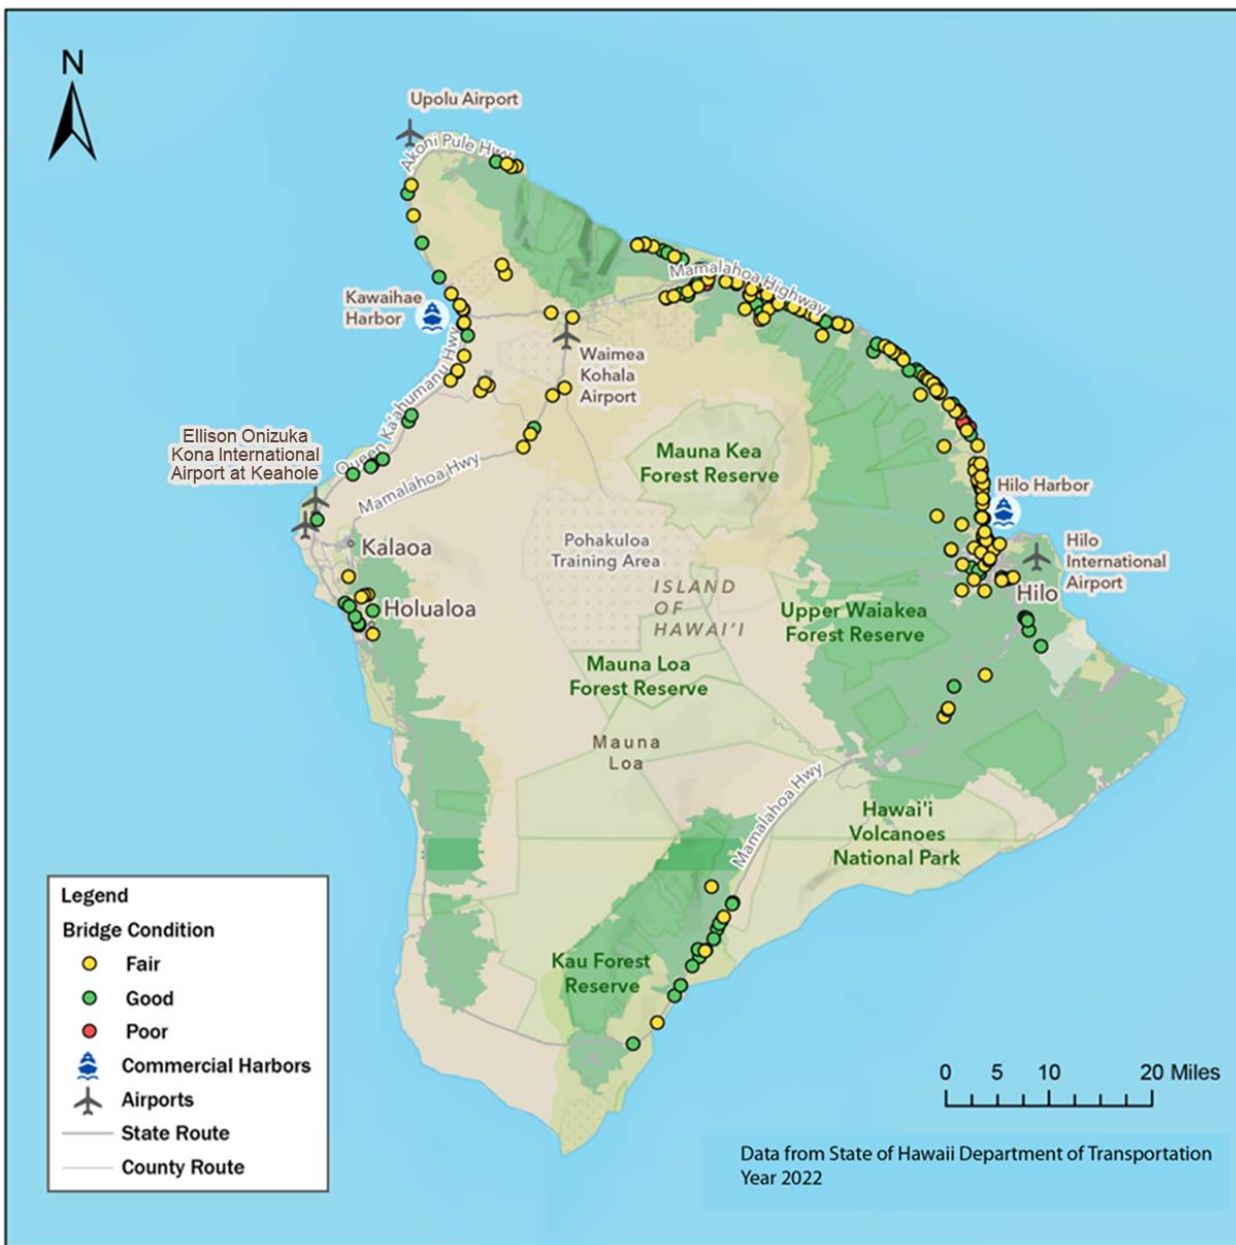 N
Upolu Airport
Akoni Pule Hwy
Kawaihae
Harbor
Mamalahoa Highway
Waimea
Kohala
Airport
Queen Ka'ahumanu Hwy
Ellison Onizuka
Kona International
Airport at Keahole
Mamalahoa Hwy
Mauna Kea
Forest Reserve
Hilo Harbor
Kalaoa
Pohakuloa
Training Area
Hilo
International
Airport
Holualoa
ISLAND
OF
HAWAI'I
Upper Waiakea
Forest Reserve
Hilo
Mauna Loa
Forest Reserve
Mauna
Loa
Mamalahoa Hwy
Hawai'i
Volcanoes
National Park
Kau Forest
Reserve
Legend
Bridge Condition
Fair
Good
Poor
Commercial Harbors
Airports
State Route
County Route
0 5 10 20 Miles
Data from State of Hawaii Department of Transportation
Year 2022